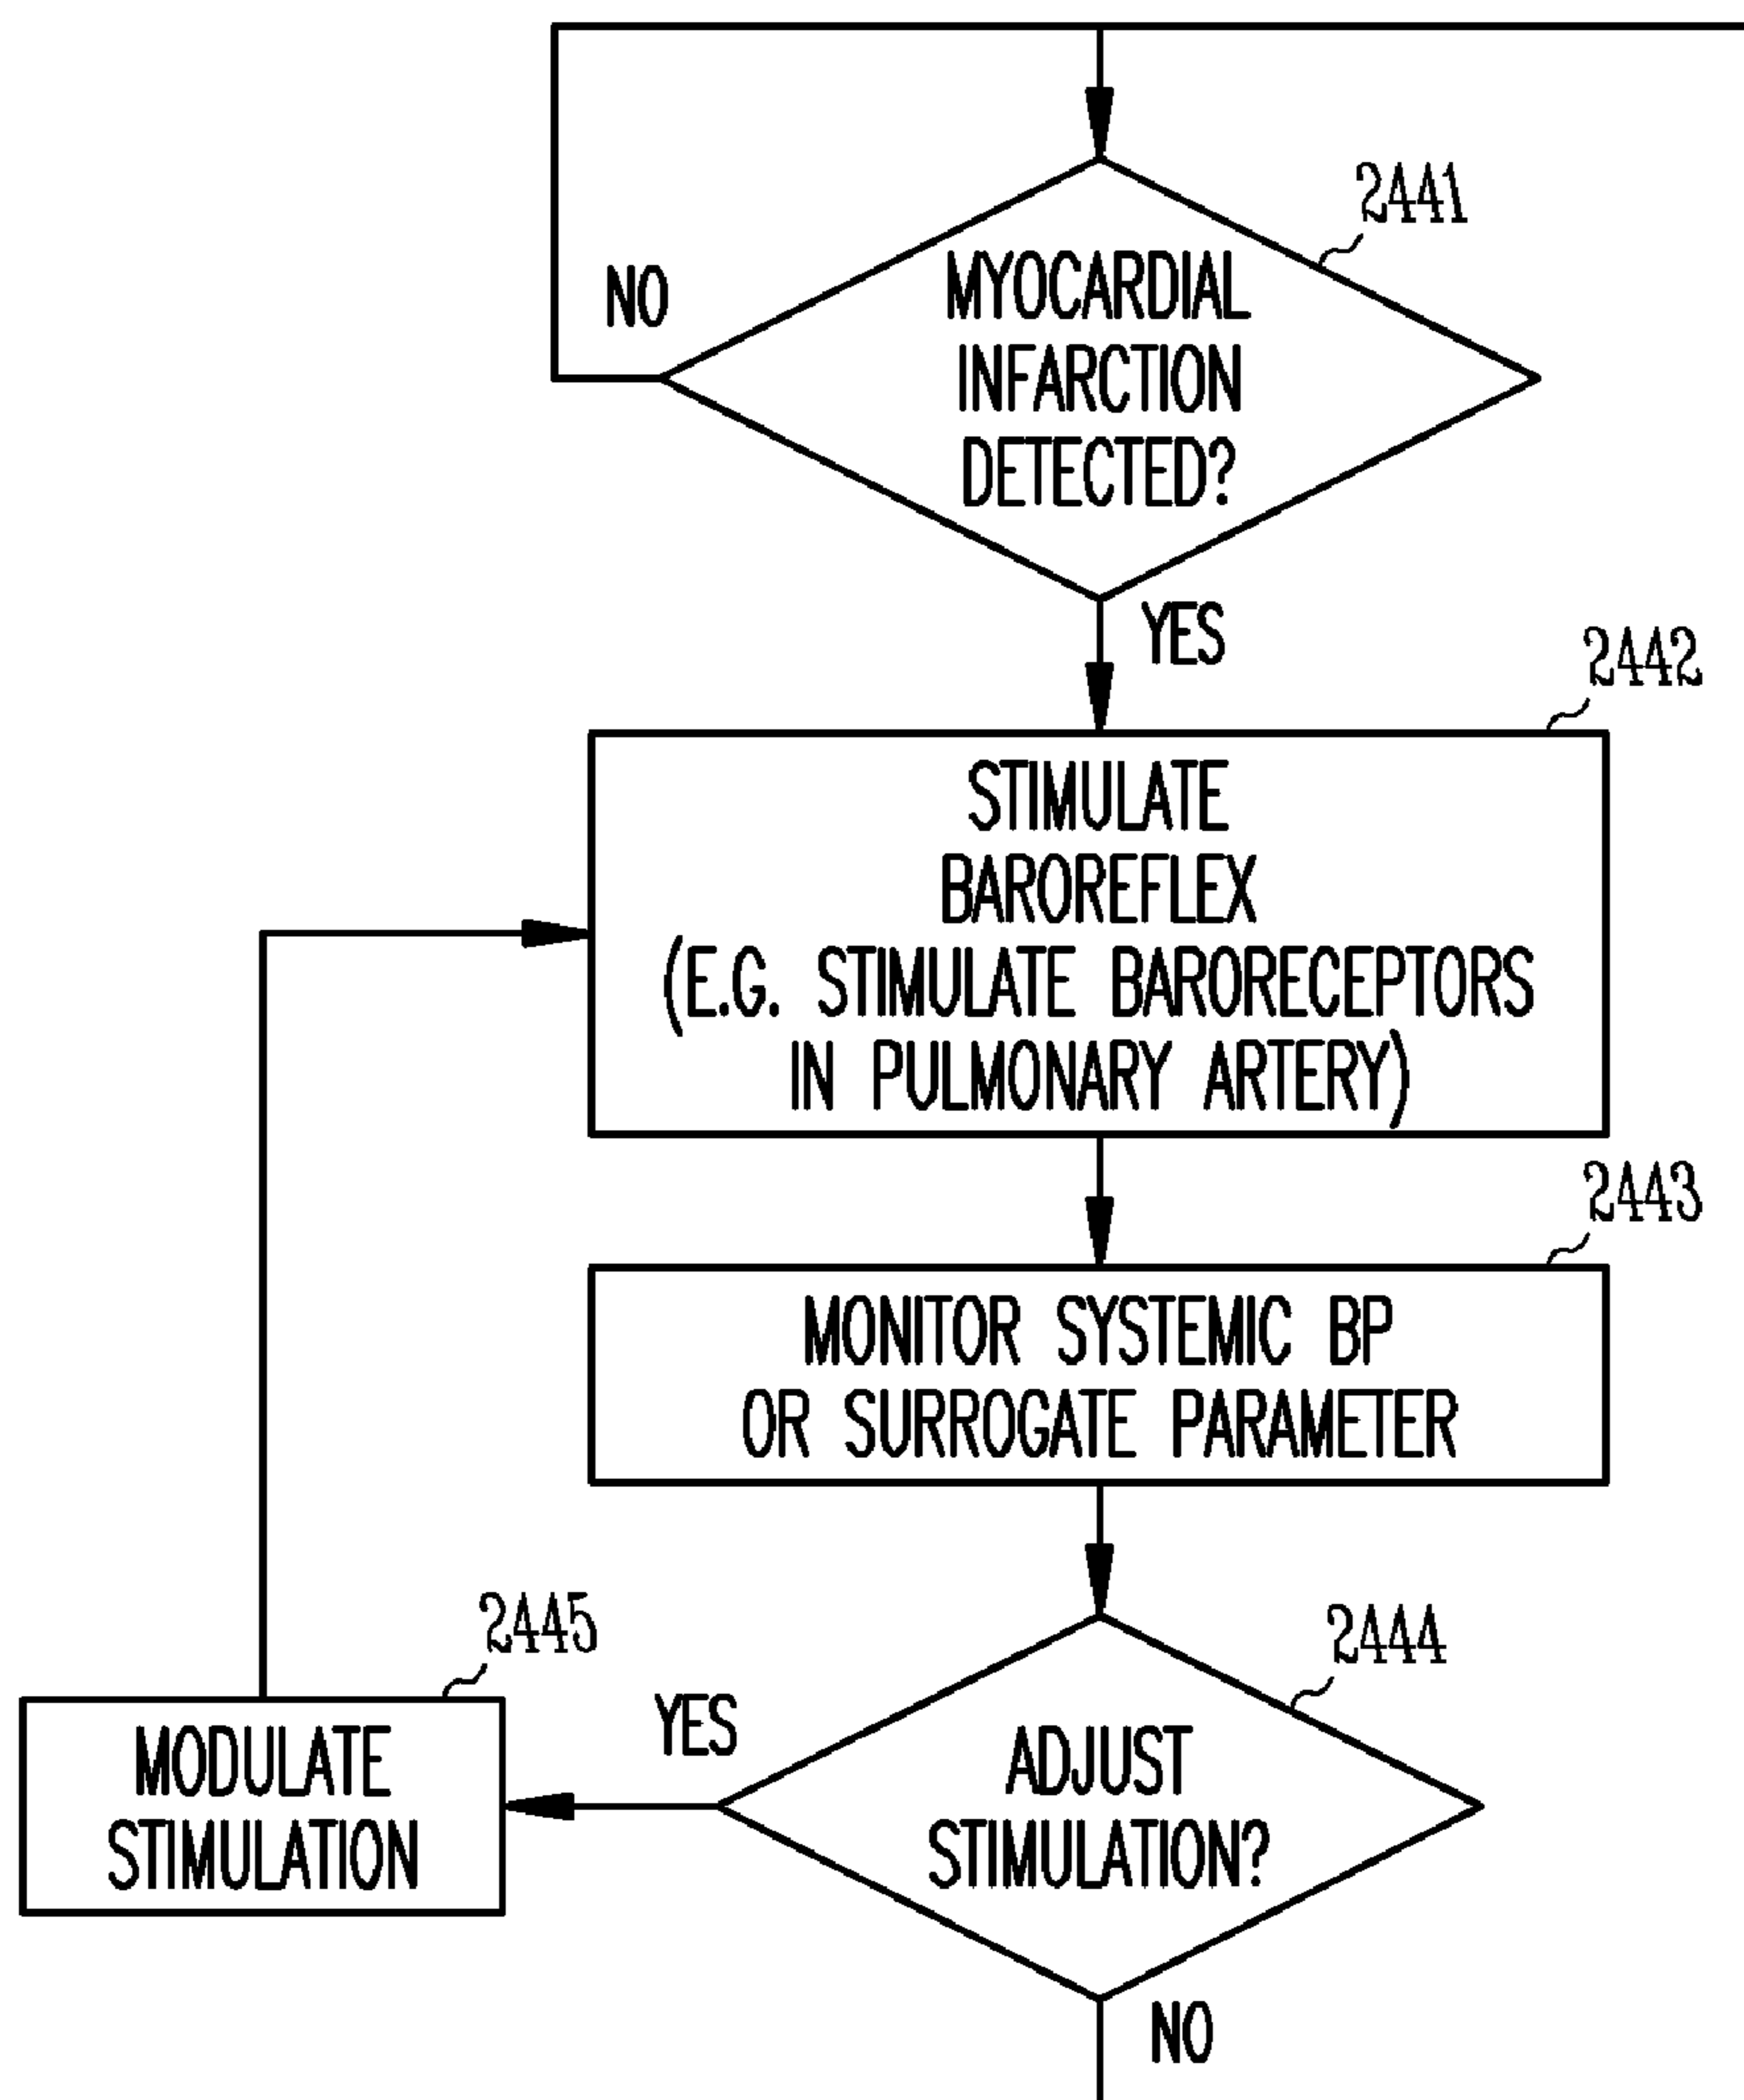 2441
MYOCARDIAL
INFARCTION
DETECTED?
NO
YES
2442
STIMULATE
BAROREFLEX
(E.G. STIMULATE BARORECEPTORS
IN PULMONARY ARTERY)
2443
MONITOR SYSTEMIC BP
OR SURROGATE PARAMETER
2444
ADJUST
STIMULATION?
YES
2445
MODULATE
STIMULATION
NO